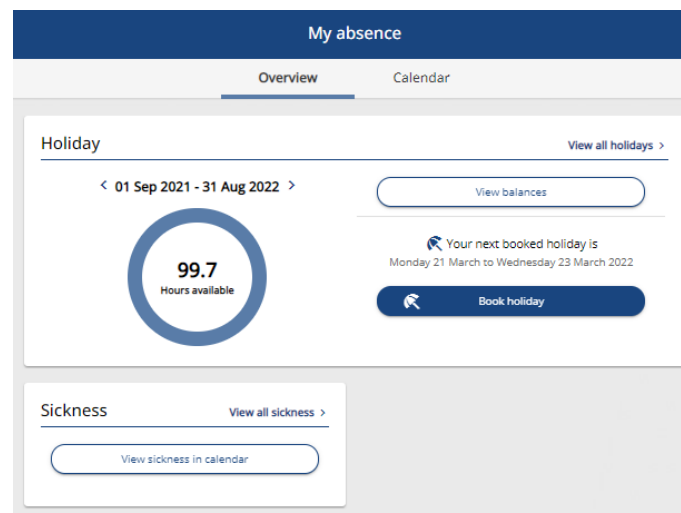 My absence
Overview
Calendar
Holiday
View all holidays >
< 01 Sep 2021 - 31 Aug 2022 >
99.7
Hours available
View balances
Your next booked holiday is
Monday 21 March to Wednesday 23 March 2022
Book holiday
Sickness
View all sickness >
View sickness in calendar